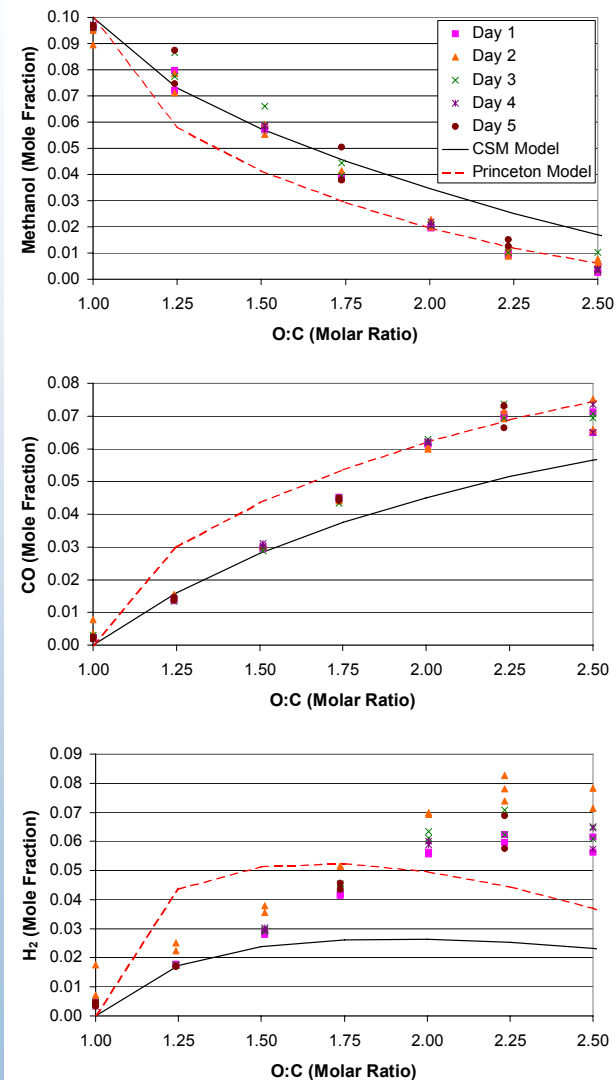 Methanol (Mole Fraction)
0.10
0.09
0.08
0.07
0.06
0.05
0.04
0.03
0.02
0.01
0.00
1.00 1.25 1.50 1.75 2.00 2.25 2.50
O:C (Molar Ratio)
Day 1
Day 2
Day 3
Day 4
Day 5
CSM Model
Princeton Model
CO (Mole Fraction)
0.08
0.07
0.06
0.05
0.04
0.03
0.02
0.01
0.00
1.00 1.25 1.50 1.75 2.00 2.25 2.50
O:C (Molar Ratio)
H2 (Mole Fraction)
0.09
0.08
0.07
0.06
0.05
0.04
0.03
0.02
0.01
0.00
1.00 1.25 1.50 1.75 2.00 2.25 2.50
O:C (Molar Ratio)